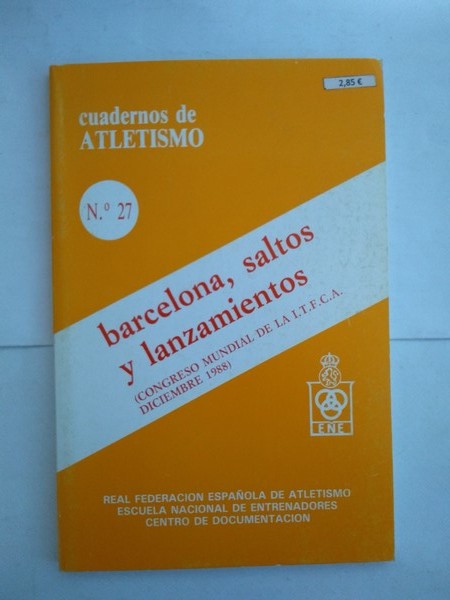 2,85 €
cuadernos de
ATLETISMO
N.º 27
barcelona, saltos
y lanzamientos
(CONGRESO MUNDIAL DE LA I.T.F.C.A.
DICIEMBRE 1988)
ENE
REAL FEDERACION ESPAÑOLA DE ATLETISMO
ESCUELA NACIONAL DE ENTRENADORES
CENTRO DE DOCUMENTACION